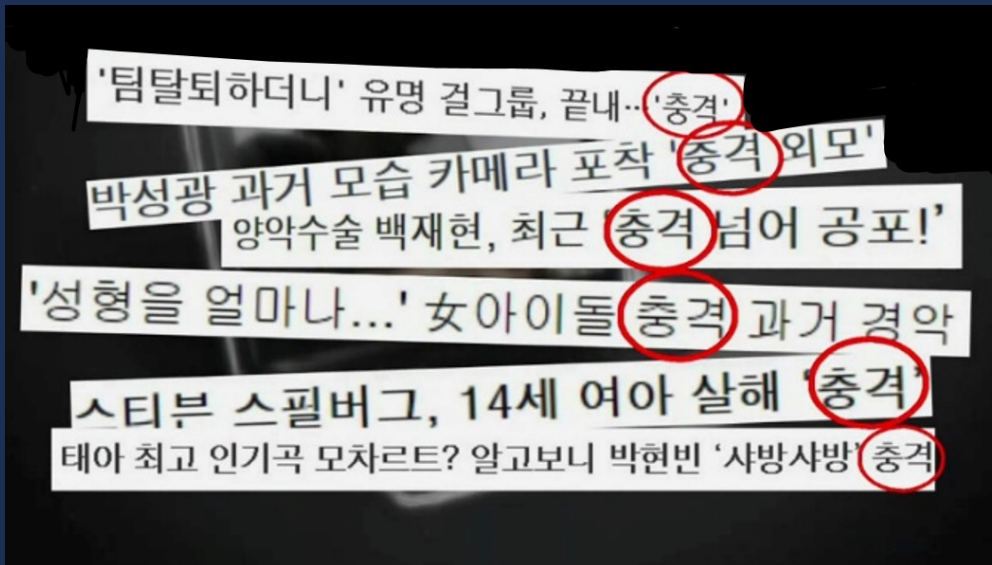 '팀탈퇴하더니' 유명 걸그룹, 끝내…'충격'
박성광 과거 모습 카메라 포착 '충격 외모'
양악수술 백재현, 최근 '충격 넘어 공포!'
'성형을 얼마나...' 女아이돌 충격 과거 경악
스티븐 스필버그, 14세 여아 살해 '충격'
태아 최고 인기곡 모차르트? 알고보니 박현빈 '샤방샤방' 충격